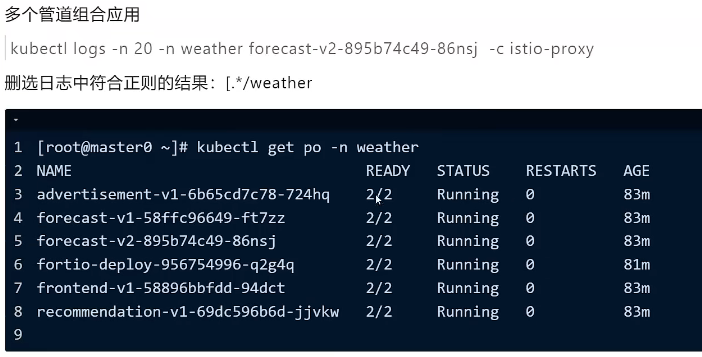 多个管道组合应用
kubectl logs -n 20 -n weather forecast-v2-895b74c49-86nsj -c istio-proxy
删选日志中符合正则的结果：[.*/weather
1 [root@master0 ~]# kubectl get po -n weather
2 NAME READY STATUS RESTARTS AGE
3 advertisement-v1-6b65cd7c78-724hq 2/2 Running 0 83m
4 forecast-v1-58ffc96649-ft7zz 2/2 Running 0 83m
5 forecast-v2-895b74c49-86nsj 2/2 Running 0 83m
6 fortio-deploy-956754996-q2g4q 2/2 Running 0 81m
7 frontend-v1-58896bbfdd-94dct 2/2 Running 0 83m
8 recommendation-v1-69dc596b6d-jjvkw 2/2 Running 0 83m
9